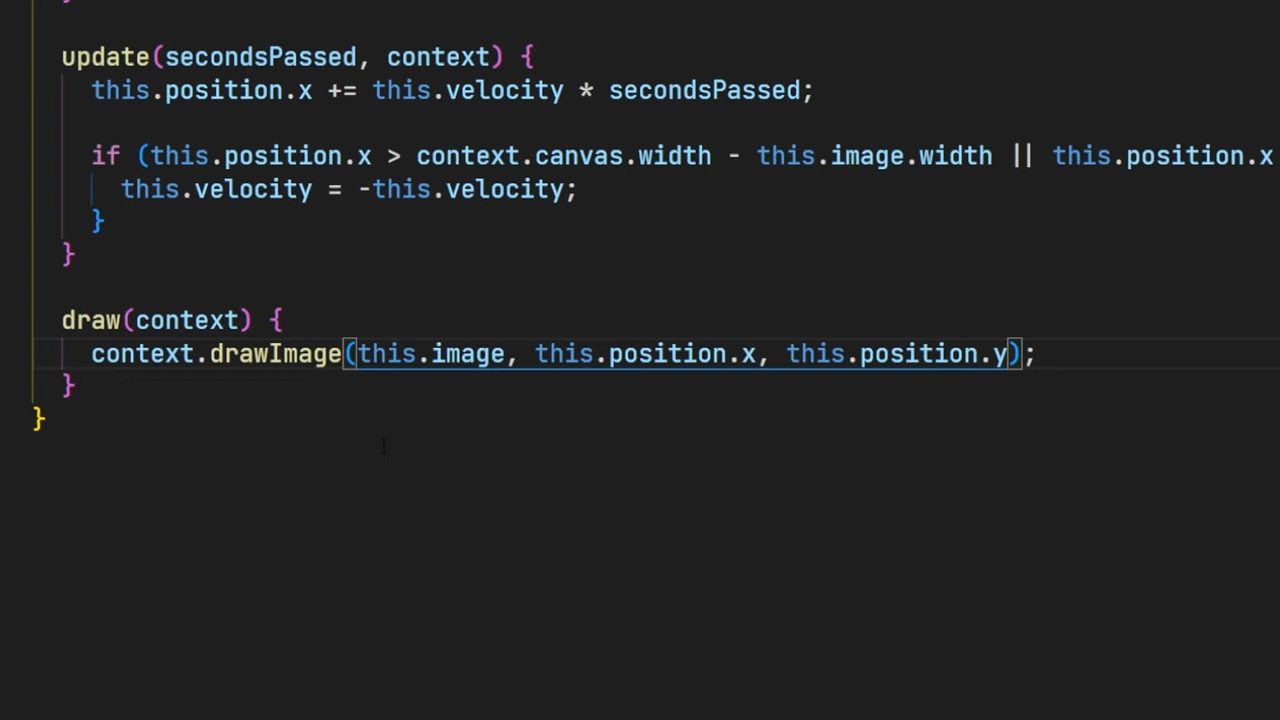 }
update(secondsPassed, context) {
this.position.x += this.velocity * secondsPassed;
if (this.position.x > context.canvas.width - this.image.width || this.position.x
this.velocity = -this.velocity;
}
}
draw(context) {
context.drawImage(this.image, this.position.x, this.position.y);
}
}